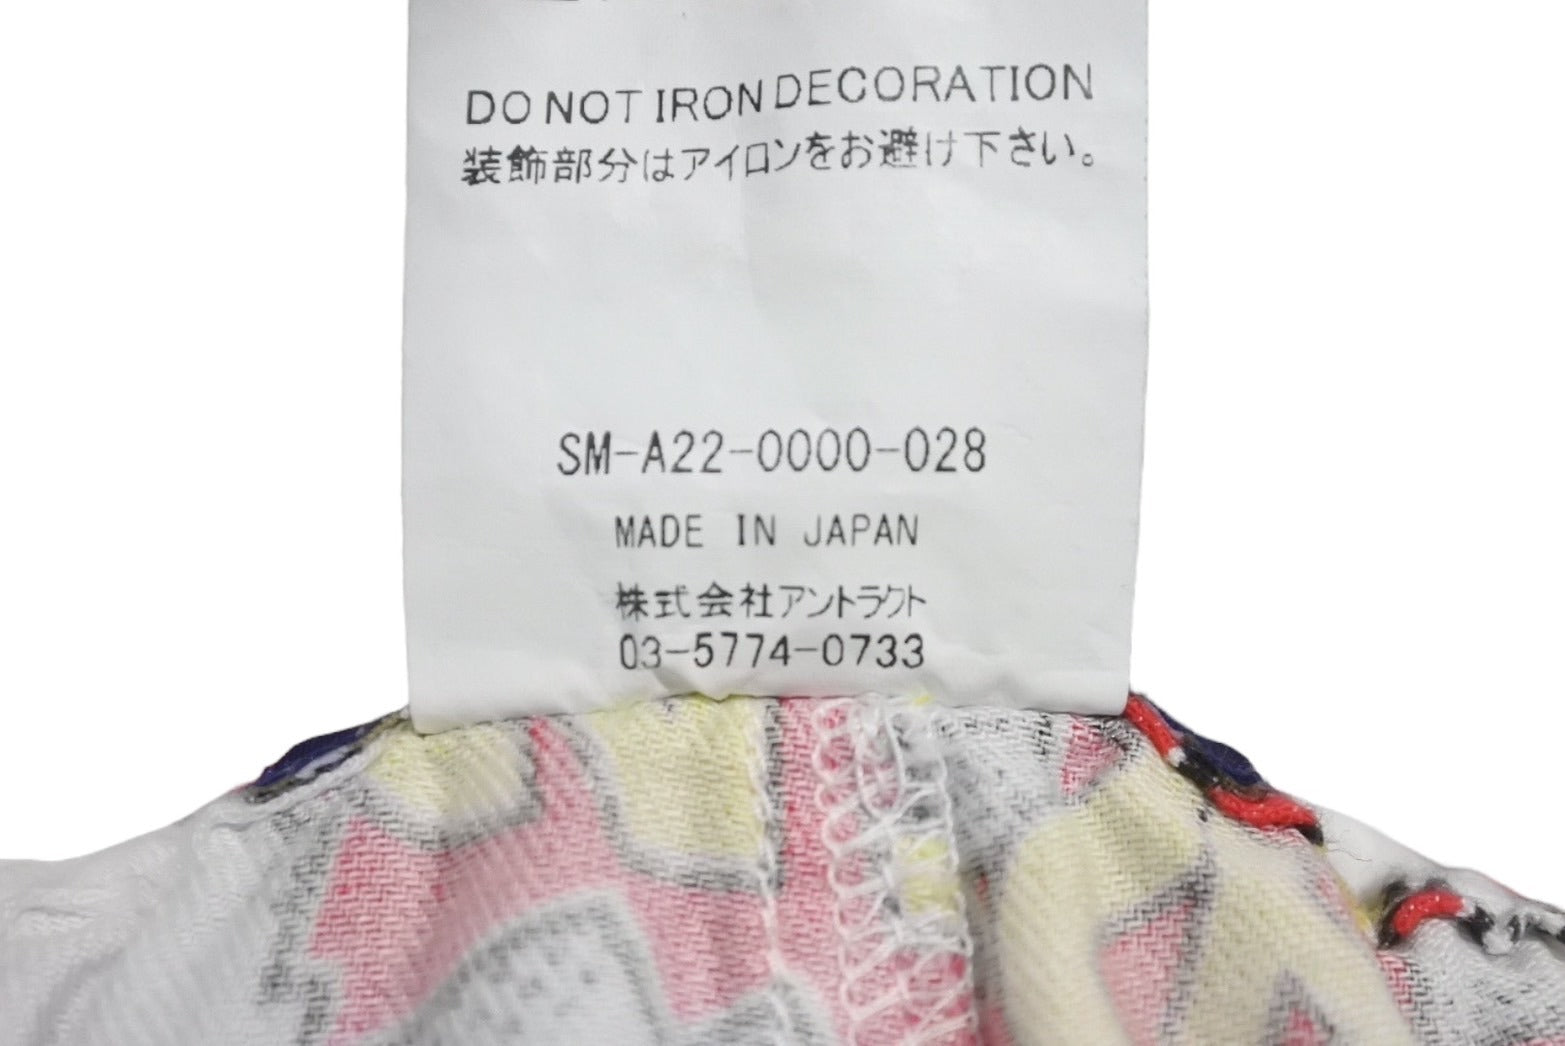 DO NOT IRON DECORATION
装飾部分はアイロンをお避け下さい。
SM-A22-0000-028
MADE IN JAPAN
株式会社アントラクト
03-5774-0733